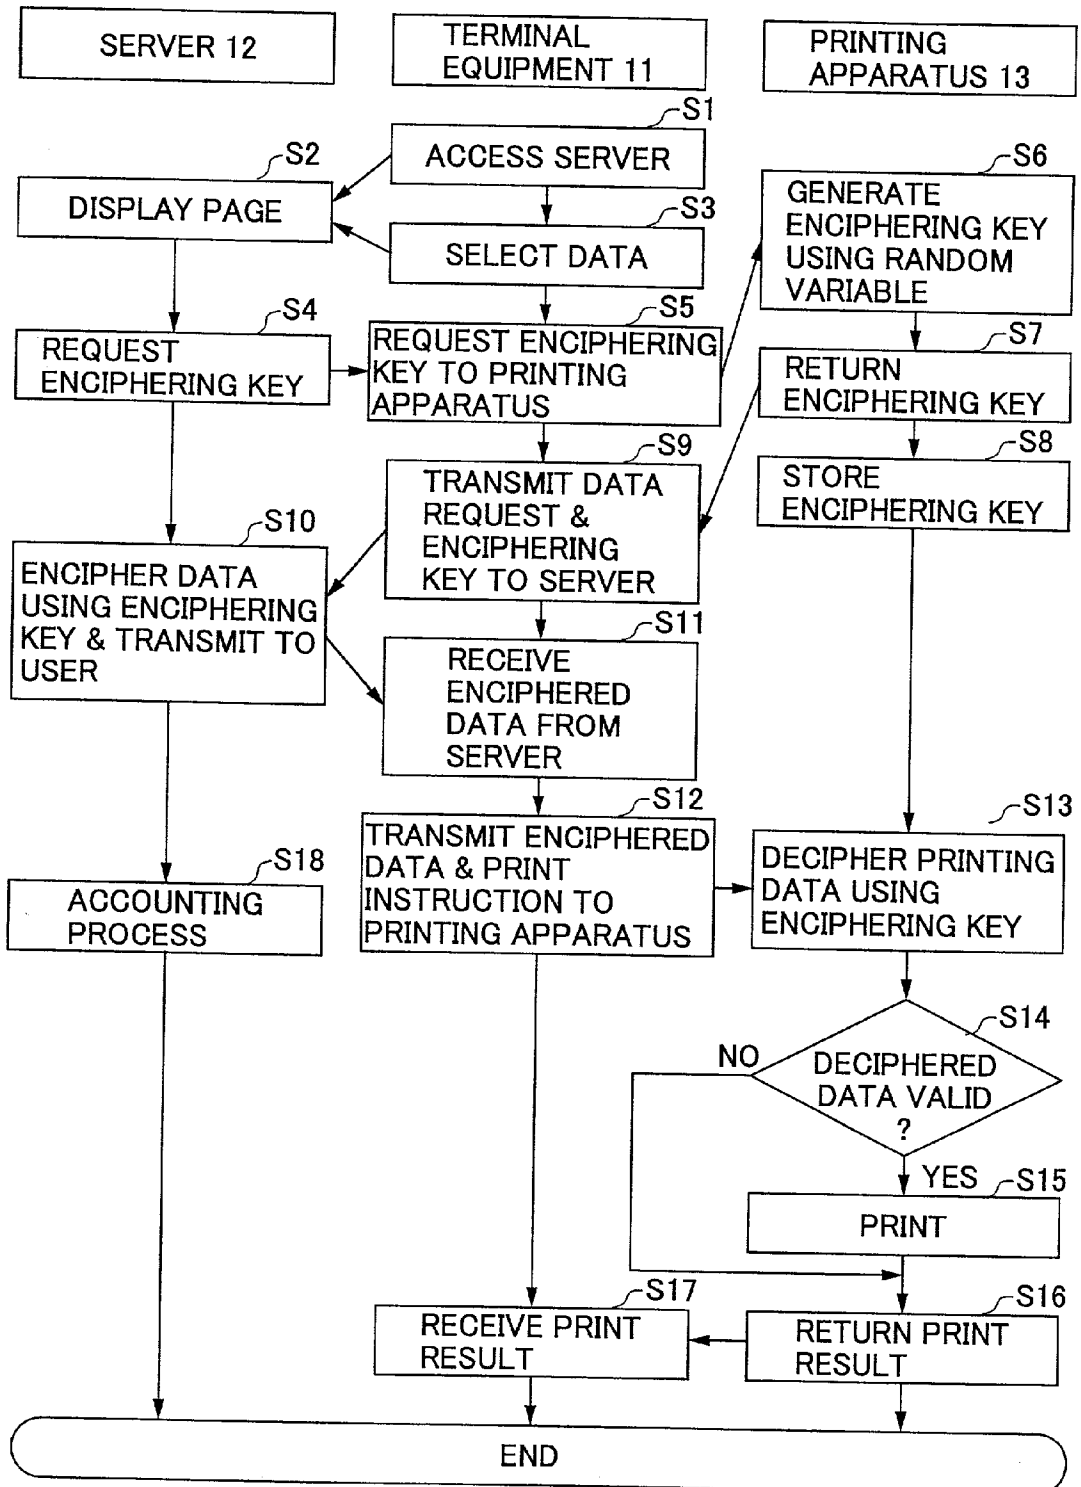 SERVER 12
TERMINAL
EQUIPMENT 11
PRINTING
APPARATUS 13
S1
ACCESS SERVER
S2
DISPLAY PAGE
S3
SELECT DATA
S6
GENERATE
ENCIPHERING KEY
USING RANDOM
VARIABLE
S4
REQUEST
ENCIPHERING KEY
S5
REQUEST ENCIPHERING
KEY TO PRINTING
APPARATUS
S7
RETURN
ENCIPHERING KEY
S8
STORE
ENCIPHERING KEY
S9
TRANSMIT DATA
REQUEST &
ENCIPHERING
KEY TO SERVER
S10
ENCIPHER DATA
USING ENCIPHERING
KEY & TRANSMIT TO
USER
S11
RECEIVE
ENCIPHERED
DATA FROM
SERVER
S12
TRANSMIT ENCIPHERED
DATA & PRINT
INSTRUCTION TO
PRINTING APPARATUS
S13
DECIPHER PRINTING
DATA USING
ENCIPHERING KEY
S18
ACCOUNTING
PROCESS
S14
DECIPHERED
DATA VALID
?
NO
YES
S15
PRINT
S17
RECEIVE PRINT
RESULT
S16
RETURN PRINT
RESULT
END